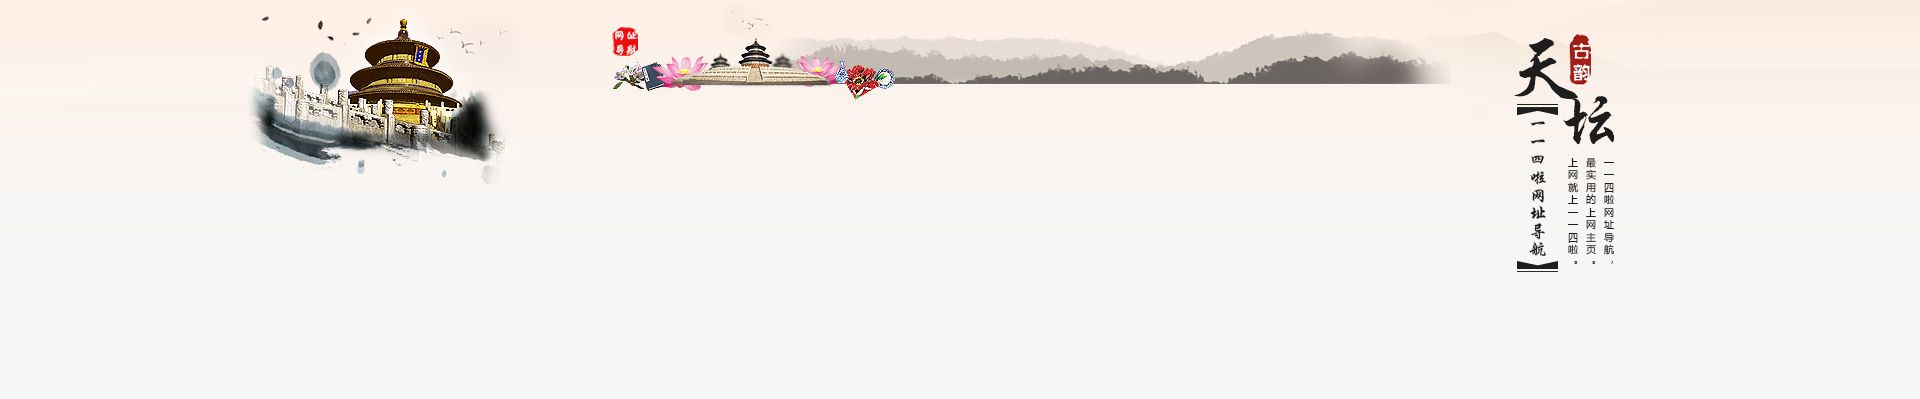 网址
导航
天坛
古韵
一一四啦网址导航
一一四啦网址导航,
最实用的上网主页。
上网就上一一四啦。